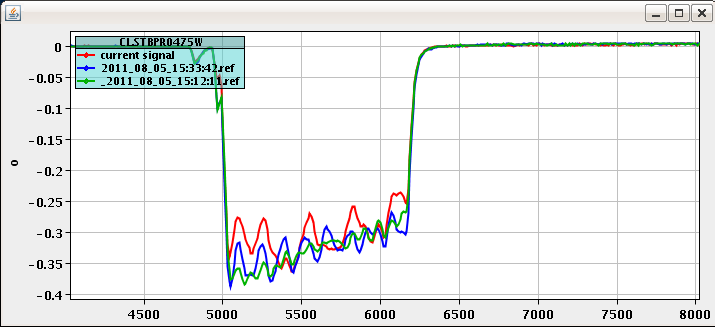 CLSTBPR0475W
current signal
2011_08_05_15:33:42.ref
_2011_08_05_15:12:11.ref
0
-0.05
-0.1
-0.15
-0.2
-0.25
-0.3
-0.35
-0.4
o
4500 5000 5500 6000 6500 7000 7500 8000